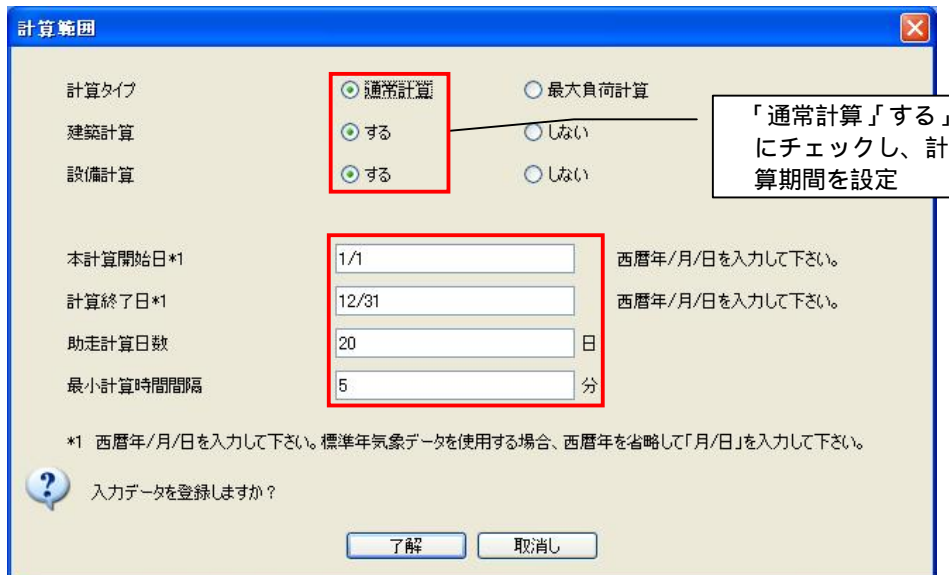 計算範囲
計算タイプ 通常計算 最大負荷計算
建築計算 する しない
設備計算 する しない
「通常計算」「する」
にチェックし、計
算期間を設定
本計算開始日*1 1/1 西暦年/月/日を入力して下さい。
計算終了日*1 12/31 西暦年/月/日を入力して下さい。
助走計算日数 20 日
最小計算時間間隔 5 分
*1 西暦年/月/日を入力して下さい。標準年気象データを使用する場合、西暦年を省略して「月/日」を入力して下さい。
入力データを登録しますか？
了解 取消し